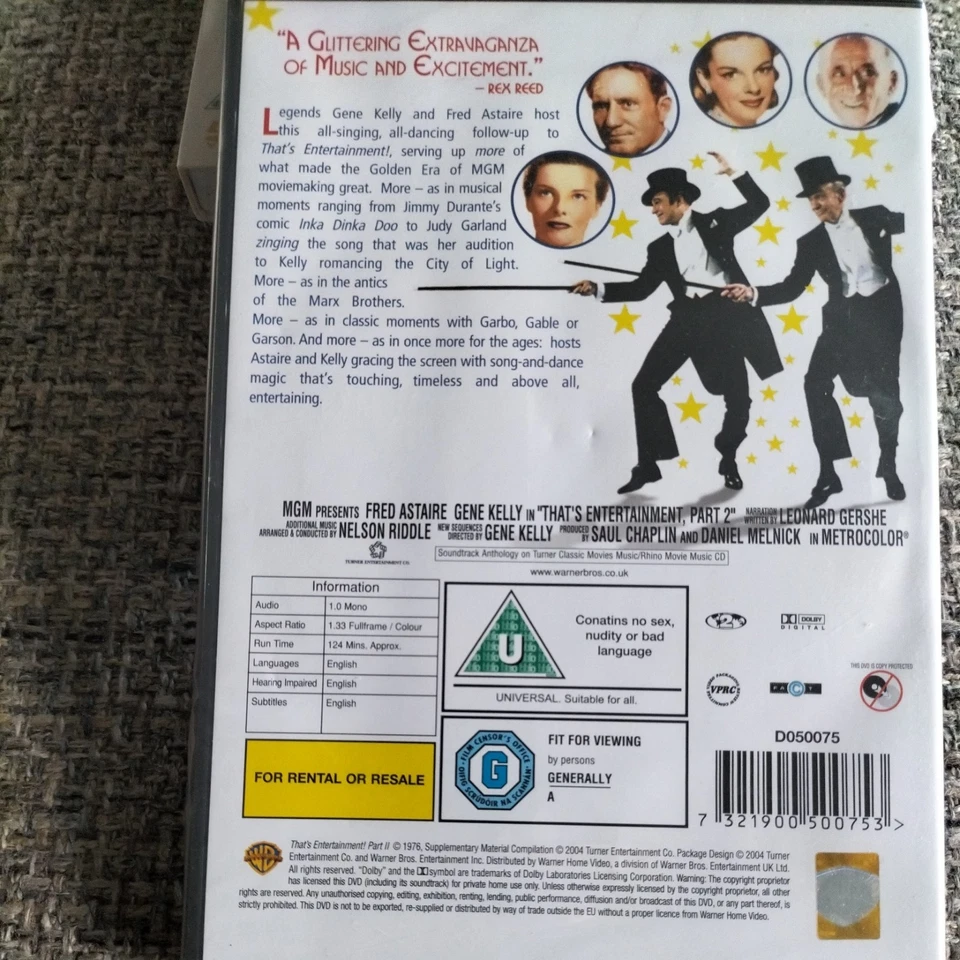 “A Glittering Extravaganza
of Music and Excitement.”
– Rex Reed
Legends Gene Kelly and Fred Astaire host
this all-singing, all-dancing follow-up to
That’s Entertainment!, serving up more of
what made the Golden Era of MGM
moviemaking great. More – as in musical
moments ranging from Jimmy Durante’s
comic Inka Dinka Doo to Judy Garland
zinging the song that was her audition
to Kelly romancing the City of Light.
More – as in the antics
of the Marx Brothers.
More – as in classic moments with Garbo, Gable or
Garson. And more – as in once more for the ages: hosts
Astaire and Kelly gracing the screen with song-and-dance
magic that’s touching, timeless and above all,
entertaining.
MGM PRESENTS FRED ASTAIRE GENE KELLY IN "THAT'S ENTERTAINMENT, PART 2" NARRATION WRITTEN BY LEONARD GERSHE
ADDITIONAL MUSIC ARRANGED & CONDUCTED BY NELSON RIDDLE NEW SEQUENCES DIRECTED BY GENE KELLY PRODUCED BY SAUL CHAPLIN AND DANIEL MELNICK IN METROCOLOR®
TURNER ENTERTAINMENT CO.
Soundtrack Anthology on Turner Classic Movies Music/Rhino Movie Music CD
www.warnerbros.co.uk
Information
Audio 1.0 Mono
Aspect Ratio 1.33 Fullframe / Colour
Run Time 124 Mins. Approx.
Languages English
Hearing Impaired English
Subtitles English
FOR RENTAL OR RESALE
U
Conatins no sex,
nudity or bad
language
UNIVERSAL. Suitable for all.
FILM CENSOR'S OFFICE
OIFIG SCRÚDÓIR NA SCANNÁN
G
FIT FOR VIEWING
by persons
GENERALLY
A
2
DOLBY
DIGITAL
VPRC
FACT
THIS DVD IS COPY PROTECTED
D050075
7 321900 500753 >
WB
That's Entertainment! Part II © 1976, Supplementary Material Compilation © 2004 Turner Entertainment Co. Package Design © 2004 Turner
Entertainment Co. and Warner Bros. Entertainment Inc. Distributed by Warner Home Video, a division of Warner Bros. Entertainment UK Ltd.
All rights reserved. "Dolby" and the symbol are trademarks of Dolby Laboratories Licensing Corporation. Warning: The copyright proprietor
has licensed this DVD (including its soundtrack) for private home use only. Unless otherwise expressly licensed by the copyright proprietor, all other
rights are reserved. Any unauthorised copying, editing, exhibition, renting, lending, public performance, diffusion and/or broadcast of this DVD, or any part thereof, is
strictly prohibited. This DVD is not to be exported, re-supplied or distributed by way of trade outside the EU without a proper licence from Warner Home Video.